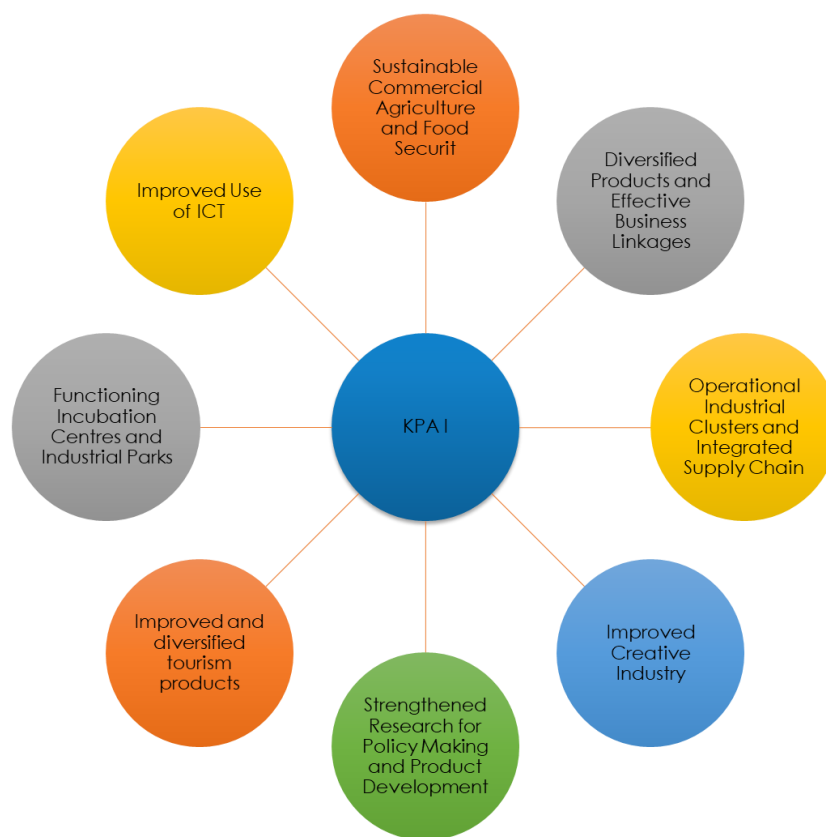 Sustainable
Commercial
Agriculture
and Food
Securit
Diversified
Products and
Effective
Business
Linkages
Operational
Industrial
Clusters and
Integrated
Supply Chain
Improved
Creative
Industry
Strengthened
Research for
Policy Making
and Product
Development
Improved and
diversified
tourism
products
Functioning
Incubation
Centres and
Industrial Parks
Improved Use
of ICT
KPA I